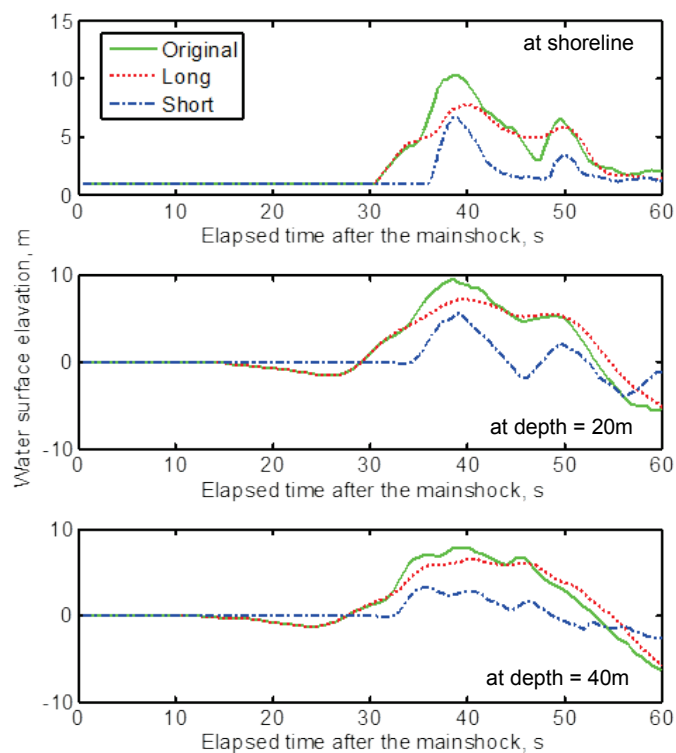 15
10
5
0
Original
Long
Short
at shoreline
0 10 20 30 40 50 60
Elapsed time after the mainshock, s
Water surface elavation, m
10
0
-10
at depth = 20m
0 10 20 30 40 50 60
Elapsed time after the mainshock, s
10
0
-10
at depth = 40m
0 10 20 30 40 50 60
Elapsed time after the mainshock, s